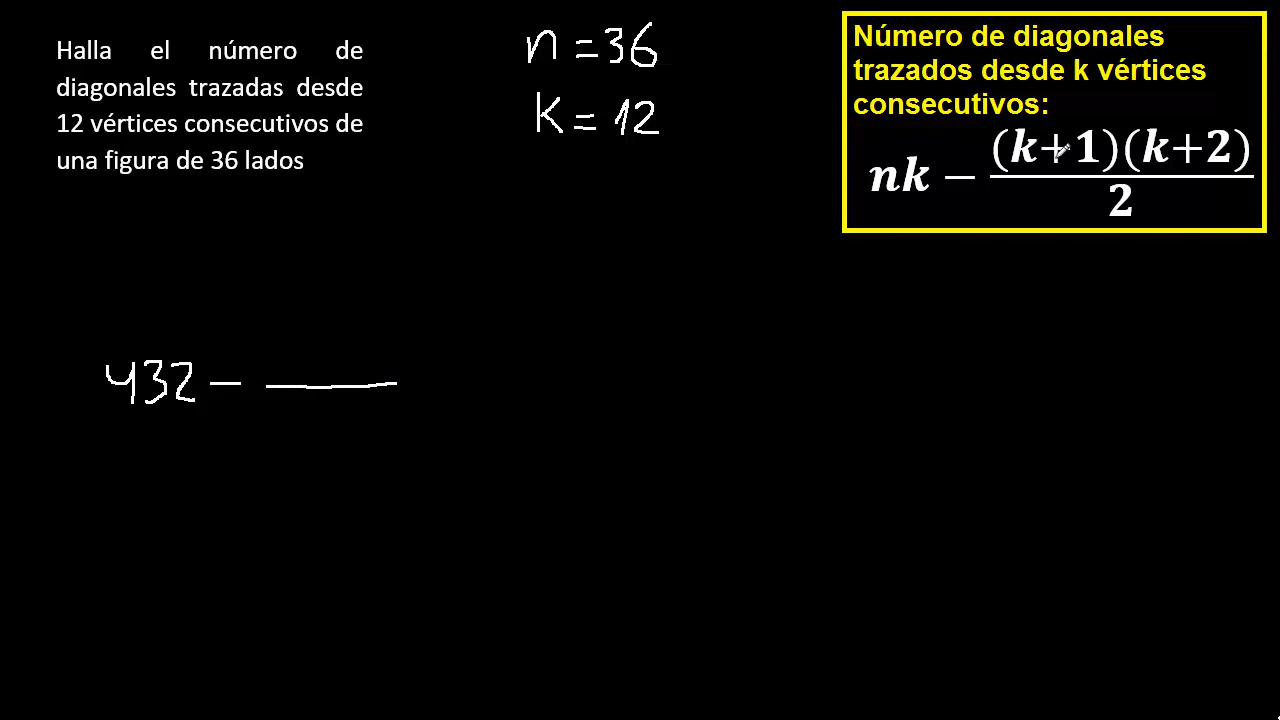 Halla el número de
diagonales trazadas desde
12 vértices consecutivos de
una figura de 36 lados
n = 36
K = 12
Número de diagonales
trazados desde k vértices
consecutivos:
nk − (k+1)(k+2)
2
432 −